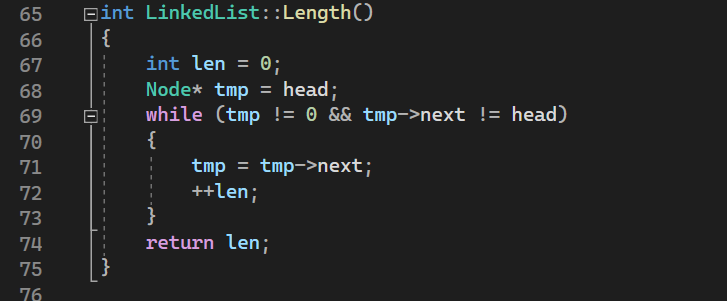 65 int LinkedList::Length()
66 {
67 int len = 0;
68 Node* tmp = head;
69 while (tmp != 0 && tmp->next != head)
70 {
71 tmp = tmp->next;
72 ++len;
73 }
74 return len;
75 }
76